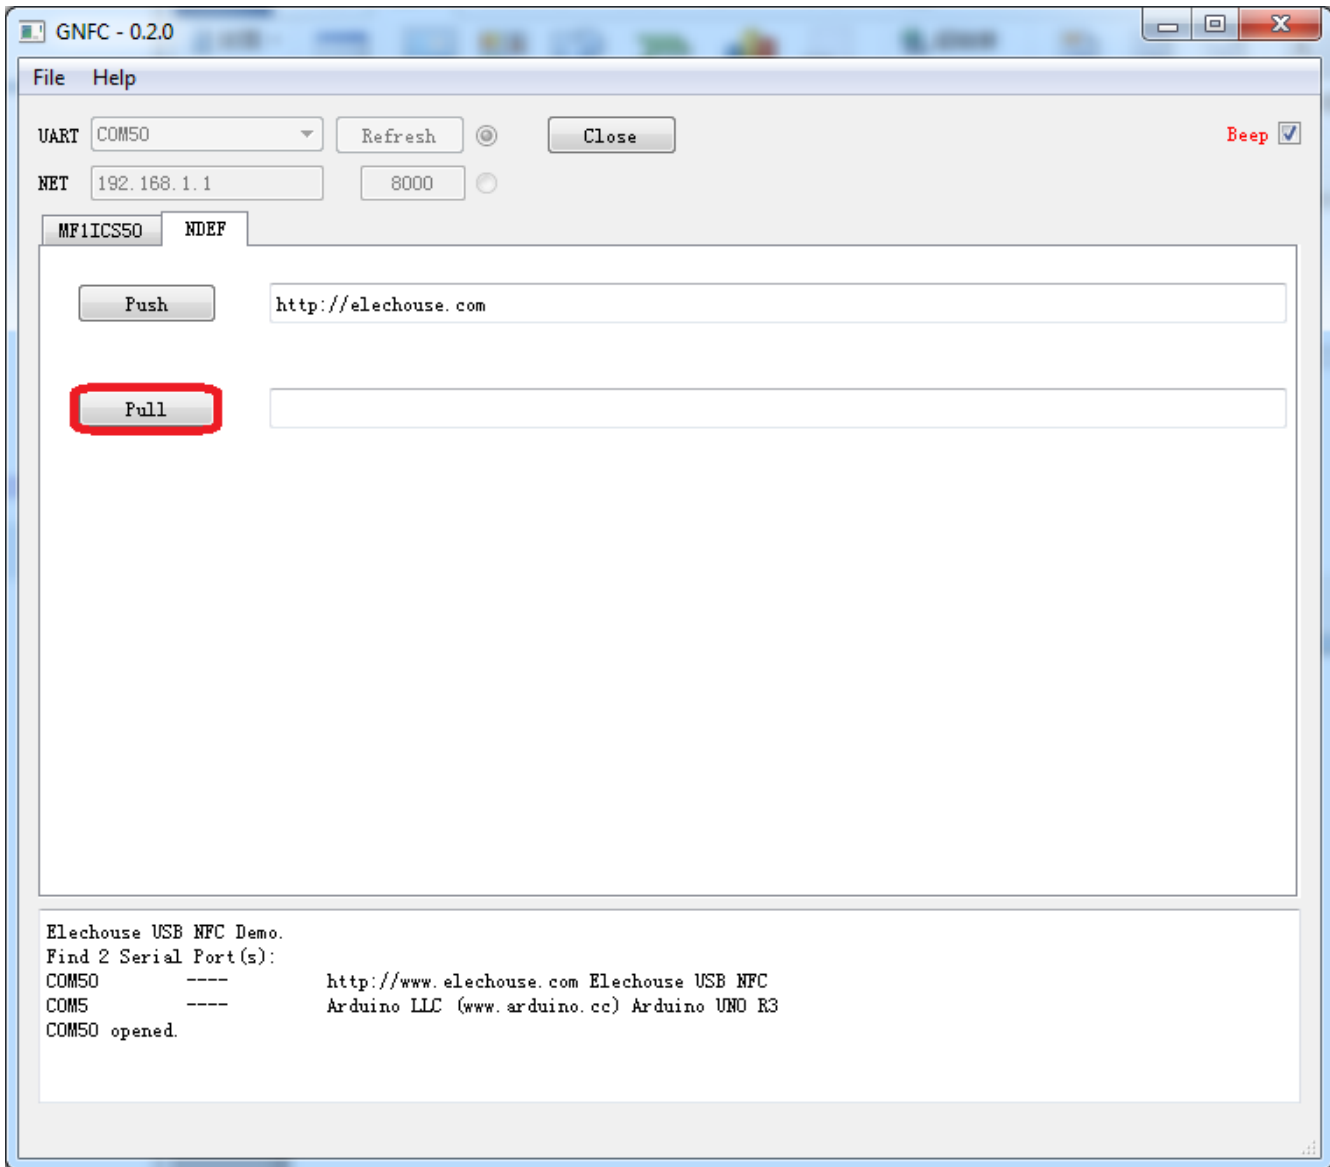 GNFC - 0.2.0
File Help
UART COM50 Refresh Close Beep
NET 192.168.1.1 8000
MF1ICS50 NDEF
Push http://elechouse.com
Pull
Elechouse USB NFC Demo.
Find 2 Serial Port(s):
COM50 ---- http://www.elechouse.com Elechouse USB NFC
COM5 ---- Arduino LLC (www.arduino.cc) Arduino UNO R3
COM50 opened.